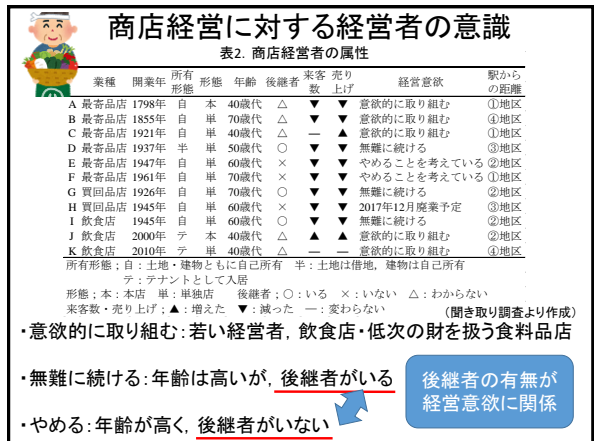 商店経営に対する経営者の意識
表2. 商店経営者の属性
業種 開業年 所有形態 形態 年齢 後継者 来客数 売り上げ 経営意欲 駅からの距離
A 最寄品店 1798年 自 本 40歳代 △ ▼ ▼ 意欲的に取り組む ①地区
B 最寄品店 1855年 自 単 70歳代 △ ▼ ▼ 意欲的に取り組む ④地区
C 最寄品店 1921年 自 単 40歳代 △ ― ▲ 意欲的に取り組む ①地区
D 最寄品店 1937年 半 単 50歳代 ○ ▼ ▼ 無難に続ける ③地区
E 最寄品店 1947年 自 単 60歳代 × ▼ ▼ やめることを考えている ②地区
F 最寄品店 1961年 自 単 70歳代 × ▼ ▼ やめることを考えている ①地区
G 買回品店 1926年 自 単 70歳代 ○ ▼ ▼ 無難に続ける ②地区
H 買回品店 1945年 自 単 60歳代 × ▼ ▼ 2017年12月廃業予定 ③地区
I 飲食店 1945年 自 単 60歳代 ○ ▼ ▼ 無難に続ける ②地区
J 飲食店 2000年 テ 本 40歳代 △ ▲ ▲ 意欲的に取り組む ②地区
K 飲食店 2010年 テ 単 40歳代 △ ― ― 意欲的に取り組む ④地区
所有形態；自：土地・建物ともに自己所有 半：土地は借地，建物は自己所有
テ：テナントとして入居
形態；本：本店 単：単独店 後継者；○：いる ×：いない △：わからない
来客数・売り上げ；▲：増えた ▼：減った ―：変わらない
（聞き取り調査より作成）
・意欲的に取り組む：若い経営者，飲食店・低次の財を扱う食料品店
・無難に続ける：年齢は高いが，後継者がいる
・やめる：年齢が高く，後継者がいない
後継者の有無が
経営意欲に関係